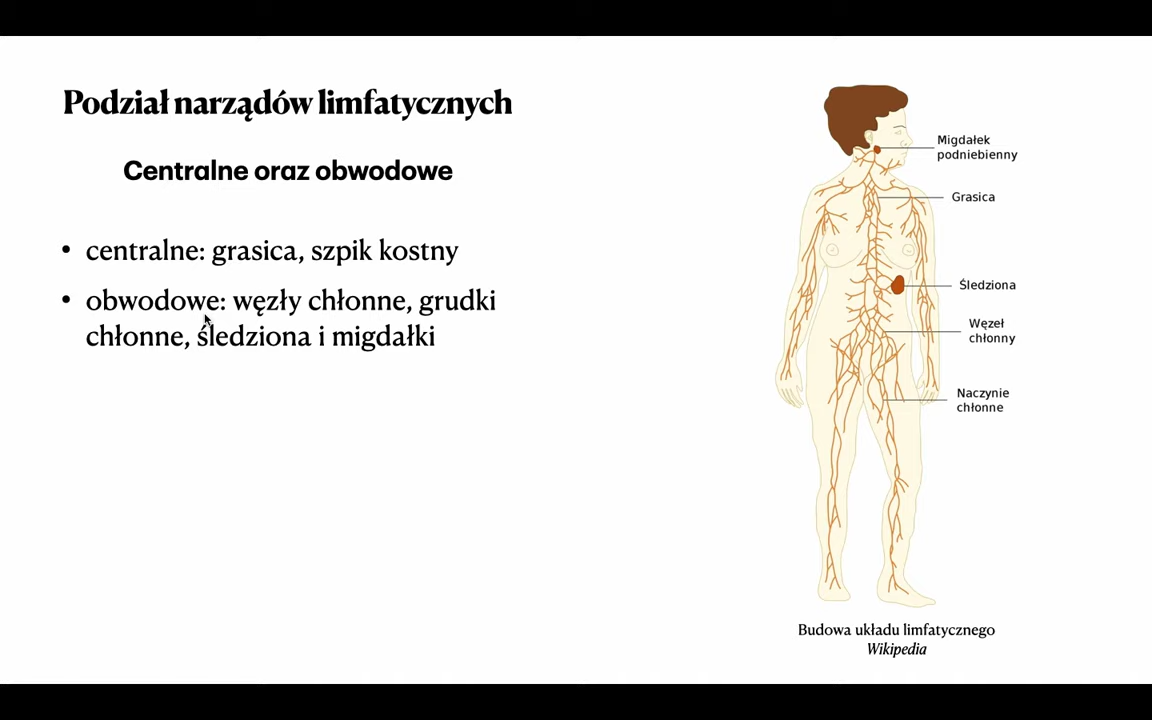 Podział narządów limfatycznych
Centralne oraz obwodowe
• centralne: grasica, szpik kostny
• obwodowe: węzły chłonne, grudki
chłonne, śledziona i migdałki
Migdałek
podniebienny
Grasica
Śledziona
Węzeł
chłonny
Naczynie
chłonne
Budowa układu limfatycznego
Wikipedia